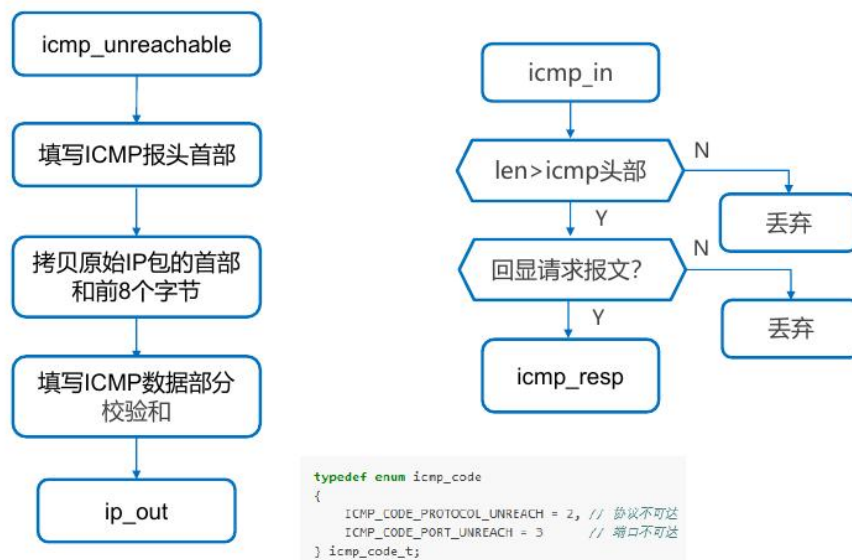 icmp_unreachable
填写ICMP报头首部
拷贝原始IP包的首部
和前8个字节
填写ICMP数据部分
校验和
ip_out
icmp_in
len>icmp头部
N
丢弃
Y
回显请求报文?
N
丢弃
Y
icmp_resp
typedef enum icmp_code
{
ICMP_CODE_PROTOCOL_UNREACH = 2, // 协议不可达
ICMP_CODE_PORT_UNREACH = 3 // 端口不可达
} icmp_code_t;